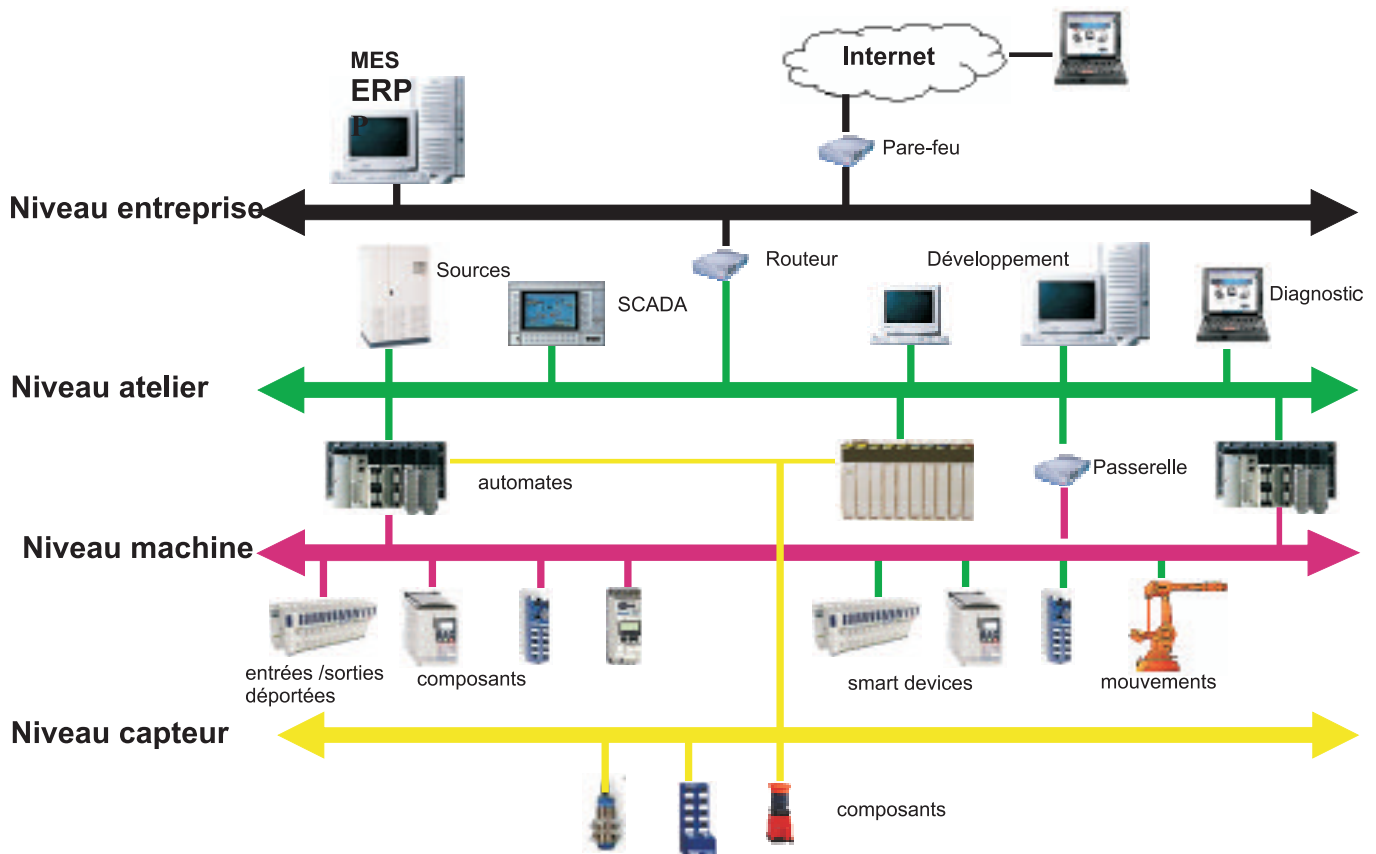 MES
ERP
P
Internet
Pare-feu
Niveau entreprise
Sources
SCADA
Routeur
Développement
Diagnostic
Niveau atelier
automates
Passerelle
Niveau machine
entrées /sorties
déportées
composants
smart devices
mouvements
Niveau capteur
composants